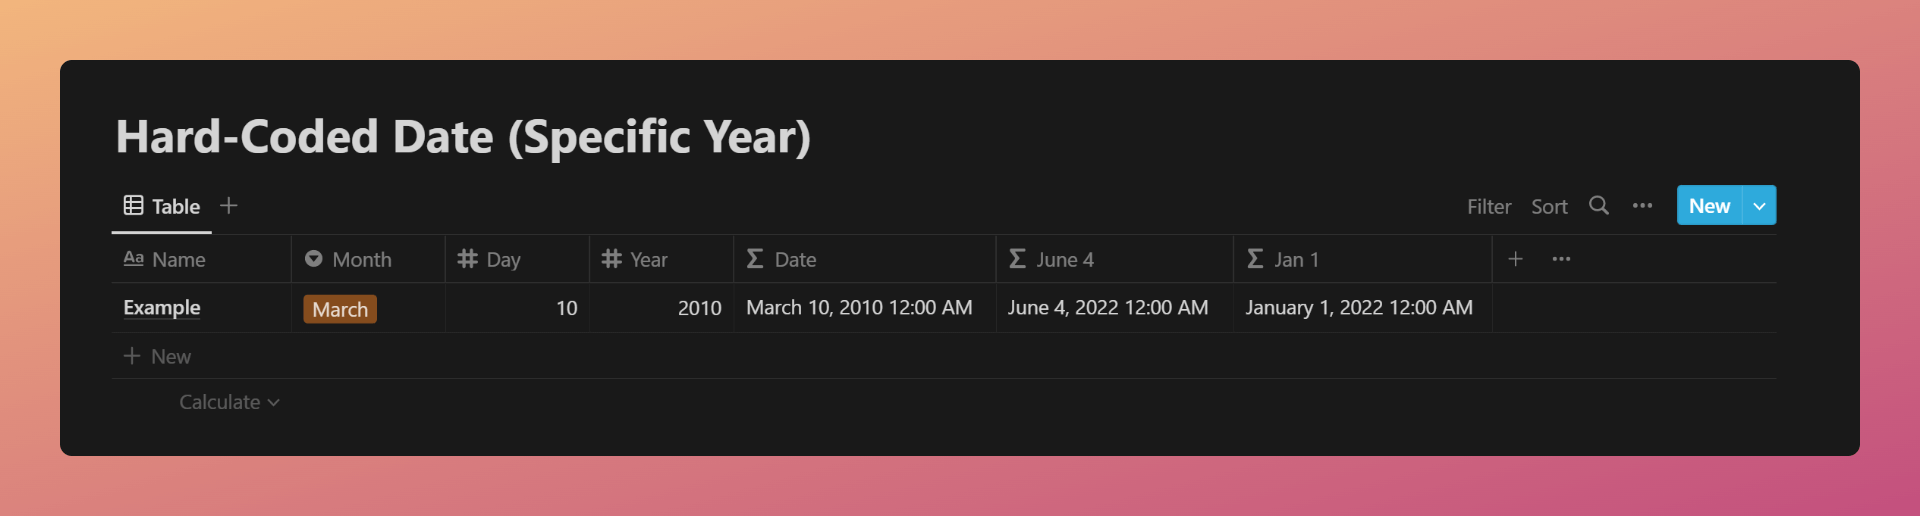 Hard-Coded Date (Specific Year)
Table Filter Sort New
Aa Name Month Day Year Σ Date Σ June 4 Σ Jan 1
Example March 10 2010 March 10, 2010 12:00 AM June 4, 2022 12:00 AM January 1, 2022 12:00 AM
+ New
Calculate